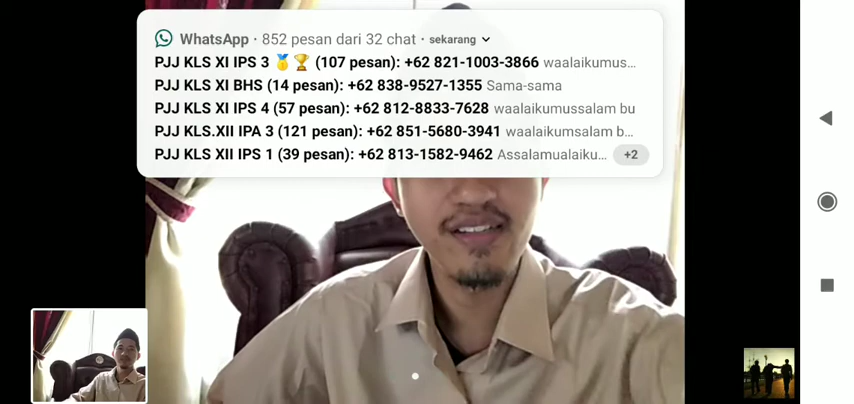 WhatsApp · 852 pesan dari 32 chat · sekarang
PJJ KLS XI IPS 3 🥇🏆 (107 pesan): +62 821-1003-3866 waalaikumus...
PJJ KLS XI BHS (14 pesan): +62 838-9527-1355 Sama-sama
PJJ KLS XI IPS 4 (57 pesan): +62 812-8833-7628 waalaikumussalam bu
PJJ KLS.XII IPA 3 (121 pesan): +62 851-5680-3941 waalaikumsalam b...
PJJ KLS XII IPS 1 (39 pesan): +62 813-1582-9462 Assalamualaiku... +2